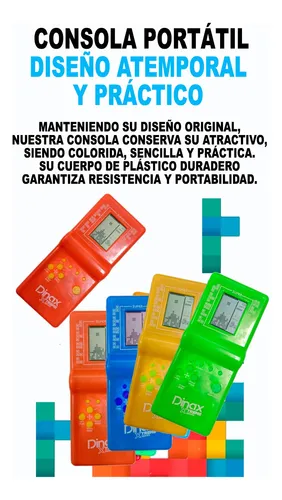 CONSOLA PORTÁTIL
DISEÑO ATEMPORAL
Y PRÁCTICO
MANTENIENDO SU DISEÑO ORIGINAL,
NUESTRA CONSOLA CONSERVA SU ATRACTIVO,
SIENDO COLORIDA, SENCILLA Y PRÁCTICA.
SU CUERPO DE PLÁSTICO DURADERO
GARANTIZA RESISTENCIA Y PORTABILIDAD.
Dinax
Dinax
Dinax